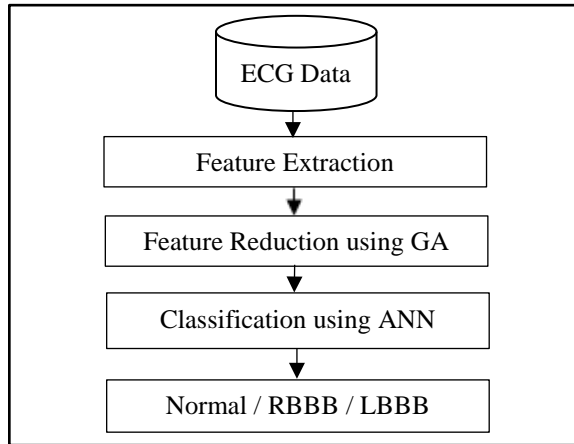 ECG Data
Feature Extraction
Feature Reduction using GA
Classification using ANN
Normal / RBBB / LBBB